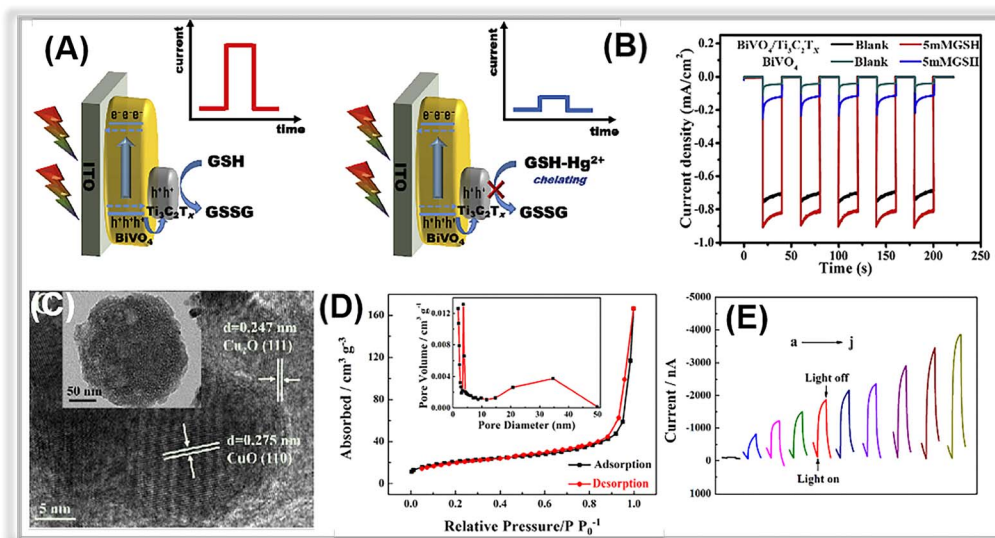 (A)
current
time
ITO
e⁻e⁻e⁻
h⁺h⁺
h⁺h⁺h⁺
Ti₃C₂Tₓ
BiVO₄
GSH
GSSG
current
time
ITO
e⁻e⁻e⁻
h⁺h⁺
h⁺h⁺h⁺
Ti₃C₂Tₓ
BiVO₄
GSH-Hg²⁺
chelating
GSSG
(B)
BiVO₄/Ti₃C₂Tₓ Blank 5mMGSH
BiVO₄ Blank 5mMGSH
Current density (mA/cm²)
0.2
0.0
-0.2
-0.4
-0.6
-0.8
-1.0
0 50 100 150 200 250
Time (s)
(C)
50 nm
d=0.247 nm
Cu₂O (111)
d=0.275 nm
CuO (110)
5 nm
(D)
Absorbed / cm³ g⁻³
160
120
80
40
0
Pore Volume / cm³ g⁻¹
0.012
0.008
0.004
0.000
0 10 20 30 40 50
Pore Diameter (nm)
Adsorption
Desorption
0.0 0.2 0.4 0.6 0.8 1.0
Relative Pressure/P P₀⁻¹
(E)
Current / nA
-5000
-4000
-3000
-2000
-1000
0
1000
a → j
Light off
Light on